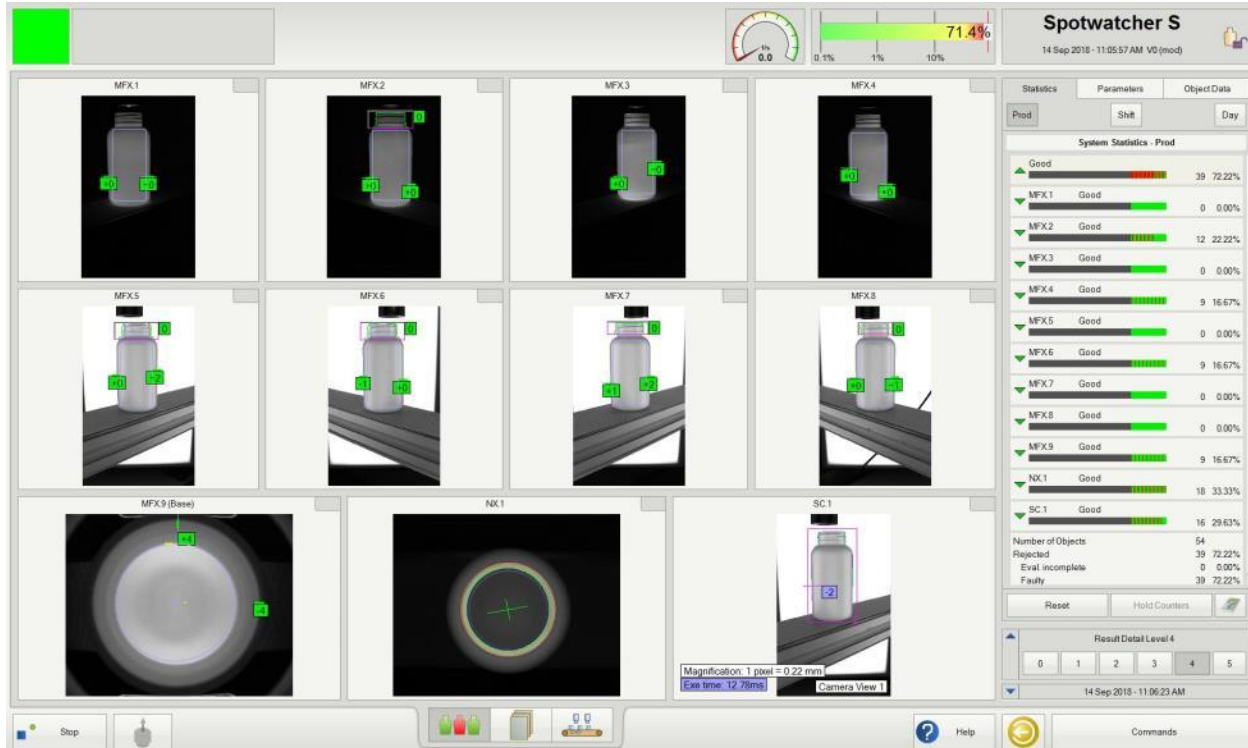 71.4%
f/s
0.0
0.1% 1% 10%
Spotwatcher S
14 Sep 2018 - 11:05:57 AM V0 (mod)
MFX.1
+0
-0
MFX.2
0
+0
+0
MFX.3
+0
+0
MFX.4
+0
+0
MFX.5
0
+0
-2
MFX.6
0
-1
+0
MFX.7
0
+1
+2
MFX.8
0
+0
-1
MFX.9 (Base)
+4
-4
NX.1
SC.1
-2
Magnification: 1 pixel = 0.22 mm
Exe time: 12.78ms
Camera View 1
Statistics Parameters Object Data
Prod Shift Day
System Statistics - Prod
Good
39 72.22%
MFX.1 Good
0 0.00%
MFX.2 Good
12 22.22%
MFX.3 Good
0 0.00%
MFX.4 Good
9 16.67%
MFX.5 Good
0 0.00%
MFX.6 Good
9 16.67%
MFX.7 Good
0 0.00%
MFX.8 Good
0 0.00%
MFX.9 Good
9 16.67%
NX.1 Good
18 33.33%
SC.1 Good
16 29.63%
Number of Objects 54
Rejected 39 72.22%
Eval. incomplete 0 0.00%
Faulty 39 72.22%
Reset Hold Counters
Result Detail Level 4
0 1 2 3 4 5
14 Sep 2018 - 11:06:23 AM
Stop
? Help
Commands